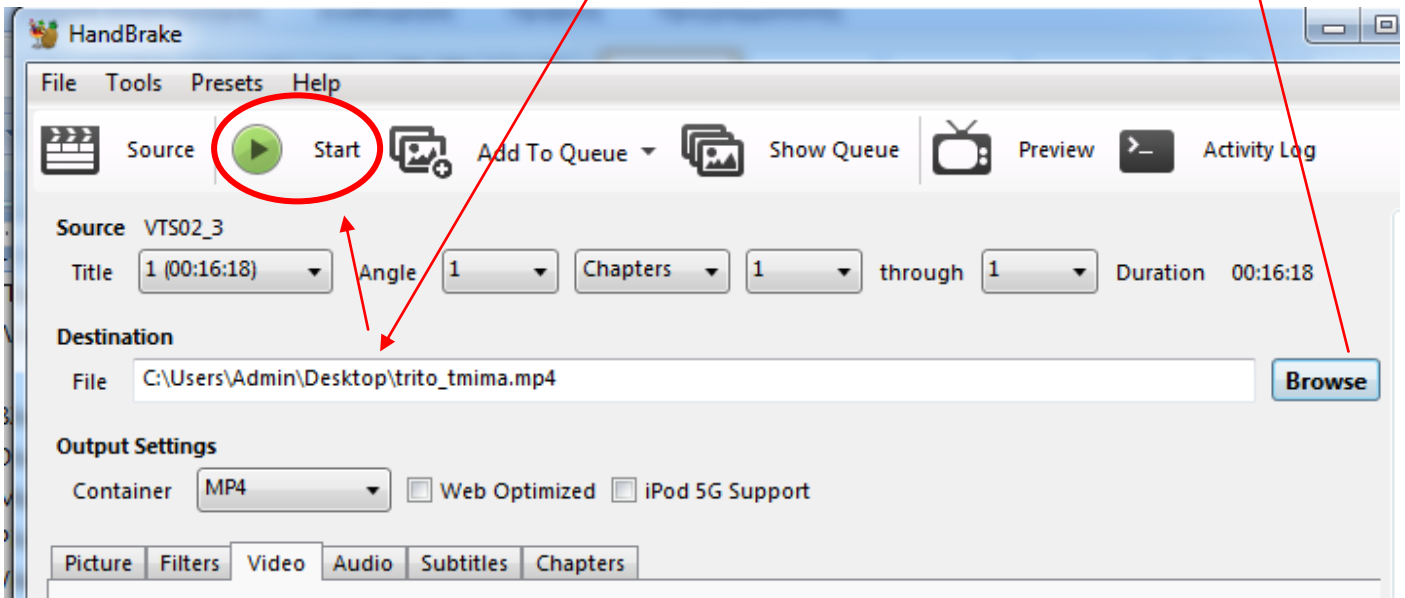 HandBrake
File Tools Presets Help
Source Start Add To Queue Show Queue Preview Activity Log
Source VTS02_3
Title 1 (00:16:18) Angle 1 Chapters 1 through 1 Duration 00:16:18
Destination
File C:\Users\Admin\Desktop\trito_tmima.mp4 Browse
Output Settings
Container MP4 Web Optimized iPod 5G Support
Picture Filters Video Audio Subtitles Chapters